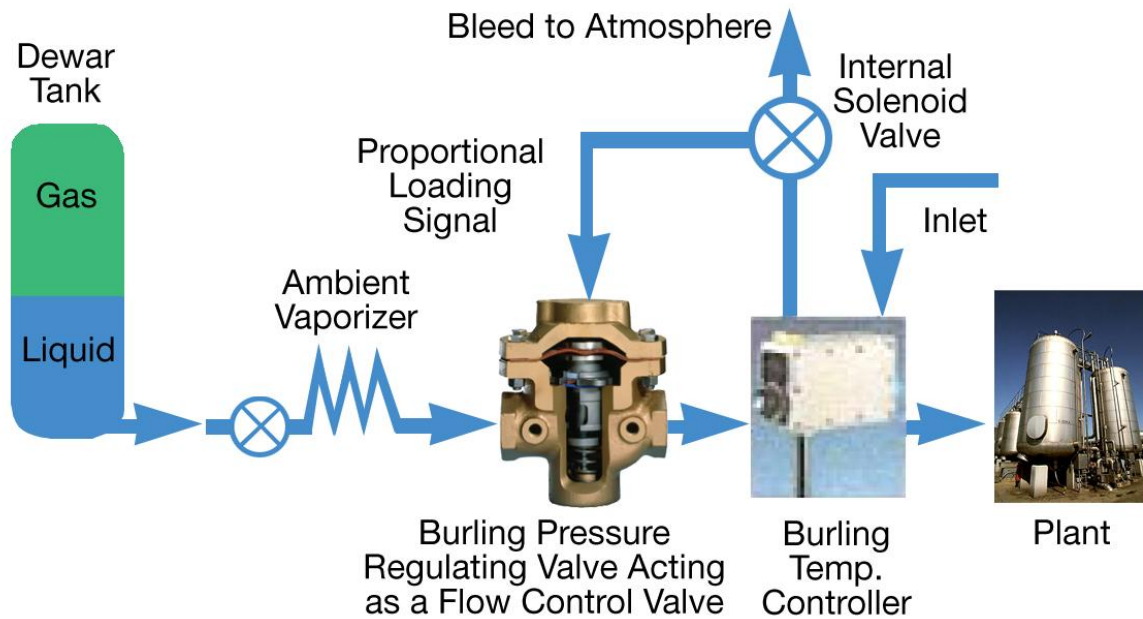 Bleed to Atmosphere
Dewar
Tank
Internal
Solenoid
Valve
Proportional
Loading
Signal
Gas
Inlet
Ambient
Vaporizer
Liquid
Burling Pressure
Regulating Valve Acting
as a Flow Control Valve
Burling
Temp.
Controller
Plant